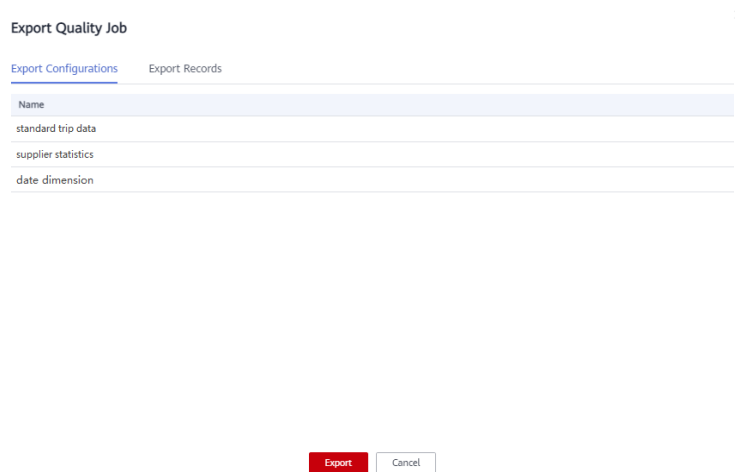 Export Quality Job
Export Configurations Export Records
Name
standard trip data
supplier statistics
date dimension
Export Cancel